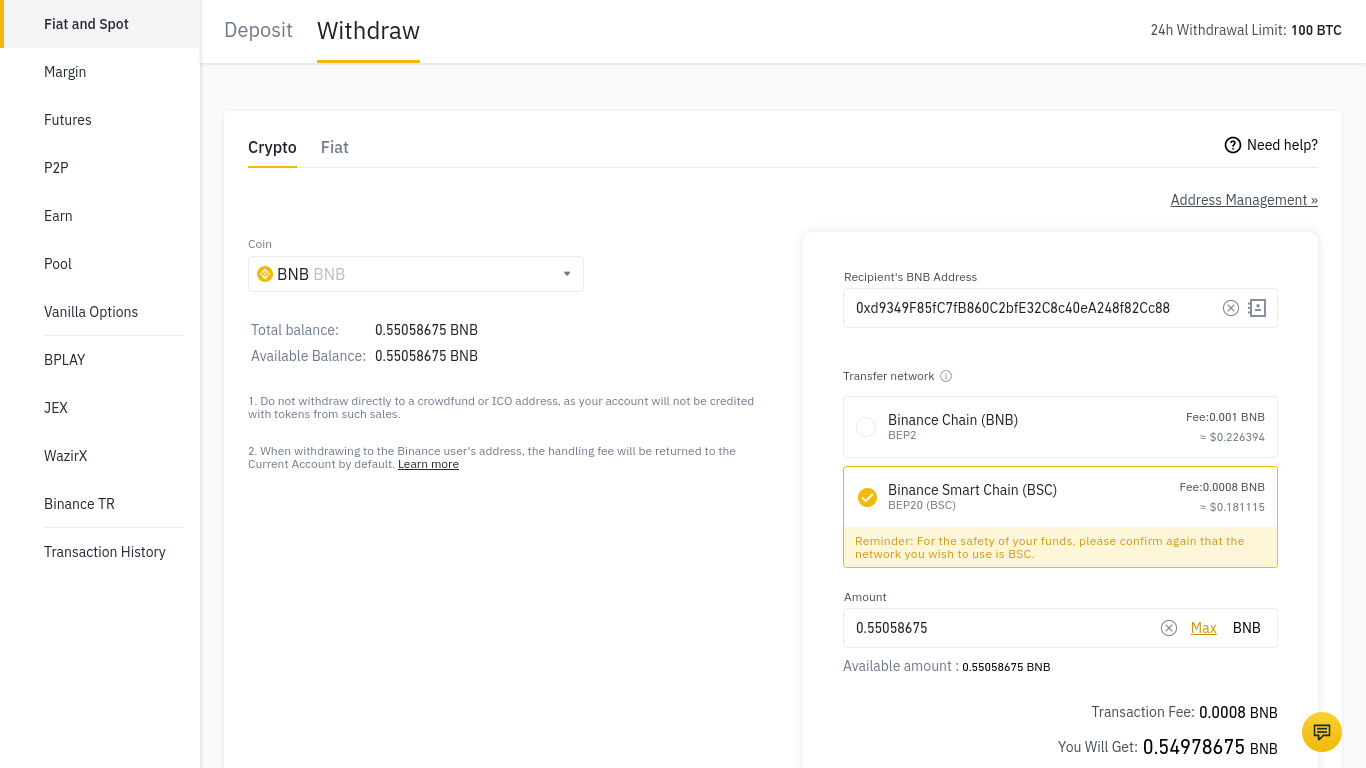 Fiat and Spot
Margin
Futures
P2P
Earn
Pool
Vanilla Options
BPLAY
JEX
WazirX
Binance TR
Transaction History
Deposit
Withdraw
24h Withdrawal Limit: 100 BTC
Crypto
Fiat
Need help?
Address Management »
Coin
BNB BNB
Total balance: 0.55058675 BNB
Available Balance: 0.55058675 BNB
1. Do not withdraw directly to a crowdfund or ICO address, as your account will not be credited
with tokens from such sales.
2. When withdrawing to the Binance user's address, the handling fee will be returned to the
Current Account by default. Learn more
Recipient's BNB Address
0xd9349F85fC7fB860C2bfE32C8c40eA248f82Cc88
Transfer network
Binance Chain (BNB)
BEP2
Fee:0.001 BNB
≈ $0.226394
Binance Smart Chain (BSC)
BEP20 (BSC)
Fee:0.0008 BNB
≈ $0.181115
Reminder: For the safety of your funds, please confirm again that the
network you wish to use is BSC.
Amount
0.55058675
Max
BNB
Available amount : 0.55058675 BNB
Transaction Fee: 0.0008 BNB
You Will Get: 0.54978675 BNB